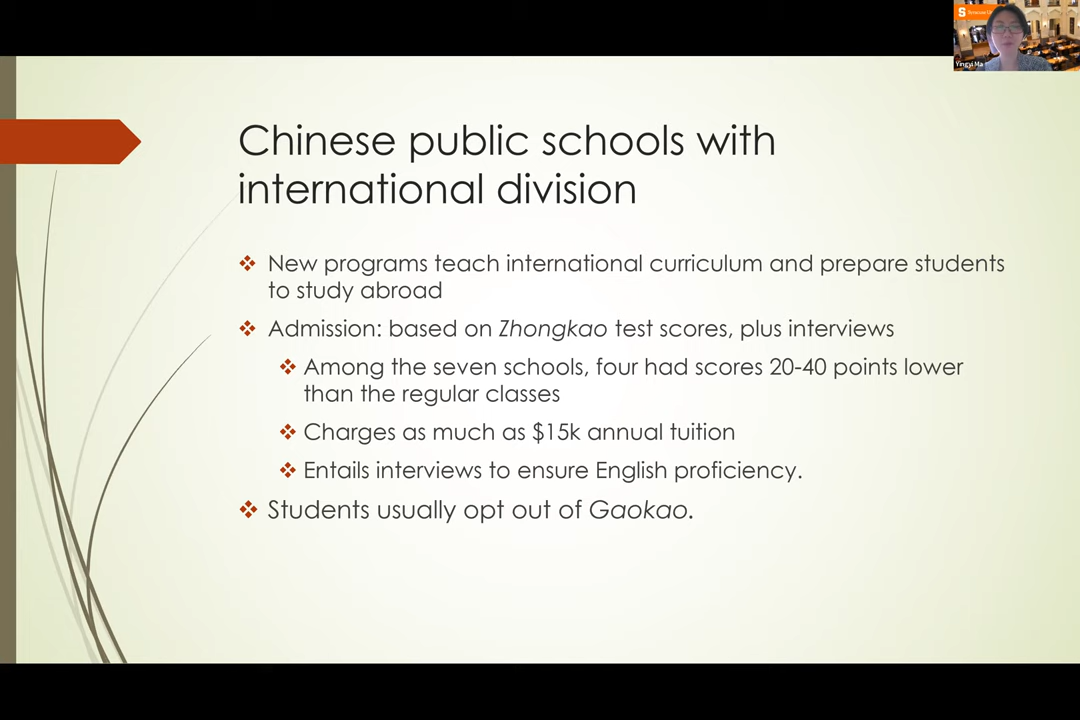 Chinese public schools with
international division
❖ New programs teach international curriculum and prepare students
to study abroad
❖ Admission: based on Zhongkao test scores, plus interviews
❖ Among the seven schools, four had scores 20-40 points lower
than the regular classes
❖ Charges as much as $15k annual tuition
❖ Entails interviews to ensure English proficiency.
❖ Students usually opt out of Gaokao.
S
Yingyi Ma